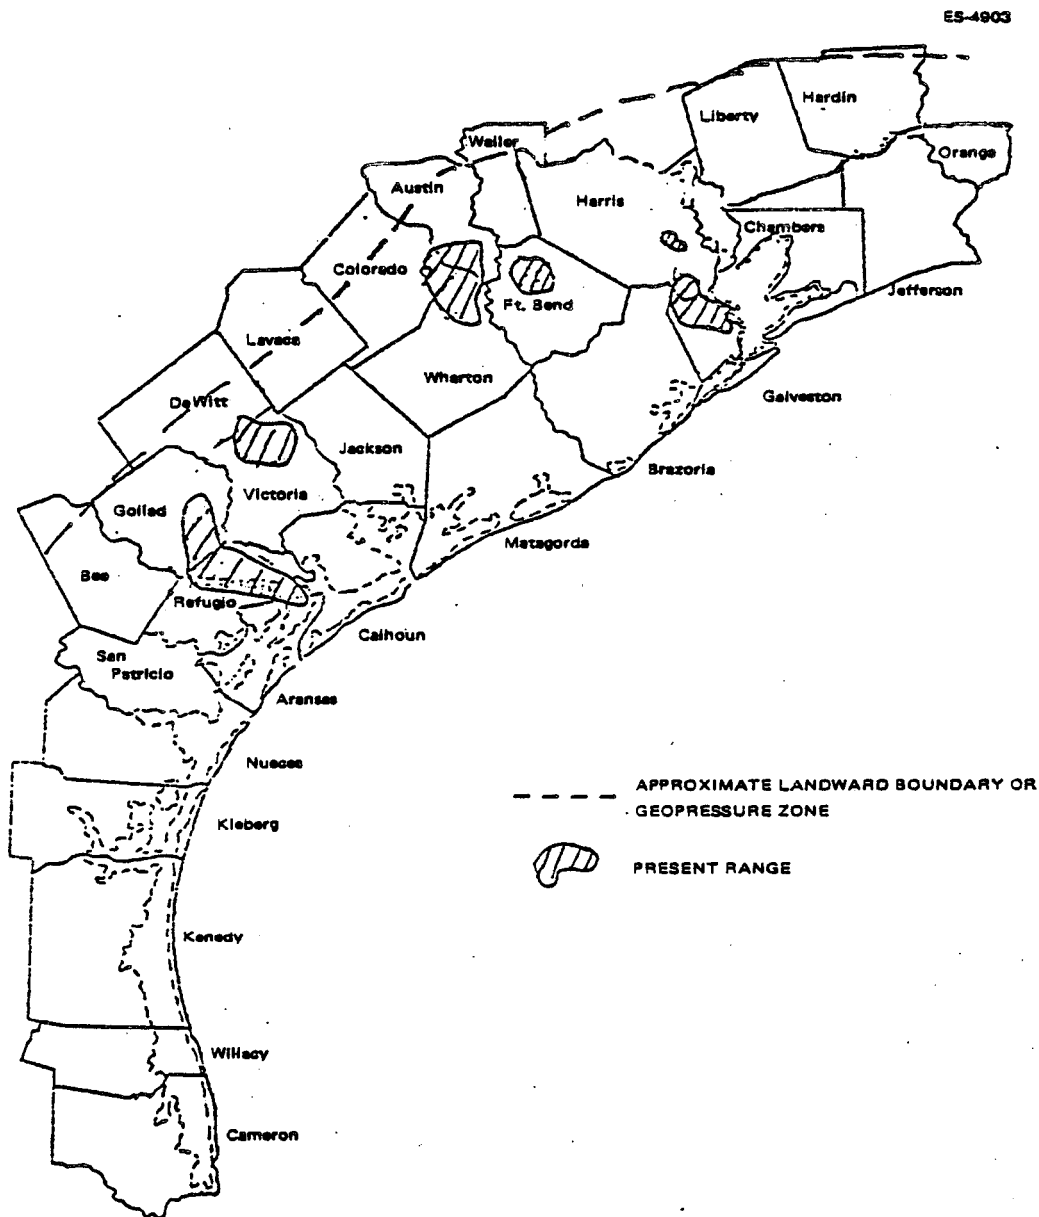 ES-4903
Hardin
Liberty
Waller
Orange
Austin
Harris
Chambers
Colorado
Ft. Bend
Jefferson
Lavaca
Wharton
Galveston
DeWitt
Jackson
Brazoria
Victoria
Goliad
Matagorda
Bee
Refugio
Calhoun
San
Patricio
Aransas
Nueces
APPROXIMATE LANDWARD BOUNDARY OR
GEOPRESSURE ZONE
Kleberg
PRESENT RANGE
Kenedy
Willacy
Cameron